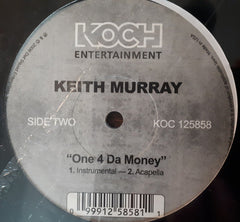 KOCH
ENTERTAINMENT
KEITH MURRAY
SIDE TWO
KOC 125858
"One 4 Da Money"
1. Instrumental — 2. Acapella
0 99912 58581 1